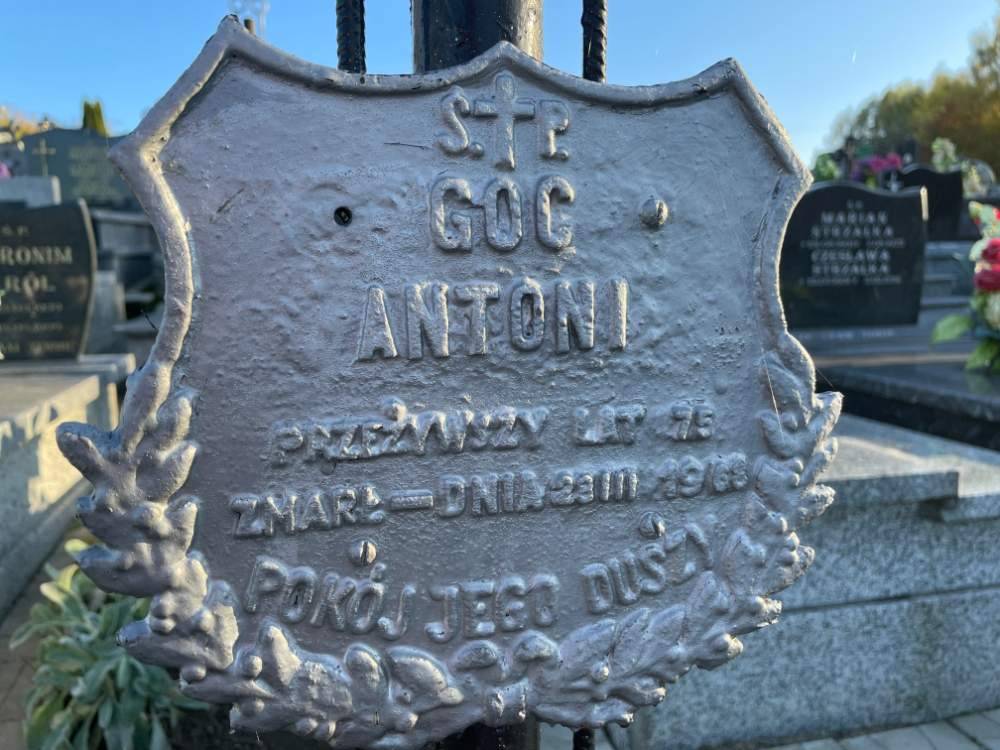 S. P.
GOC
ANTONI
PRZEŻYWSZY LAT 75
ZMARŁ — DNIA 23 III 1963
POKÓJ JEGO DUSZY
MARIAN
STRZAŁKA
CZESŁAWA
STRZAŁKA